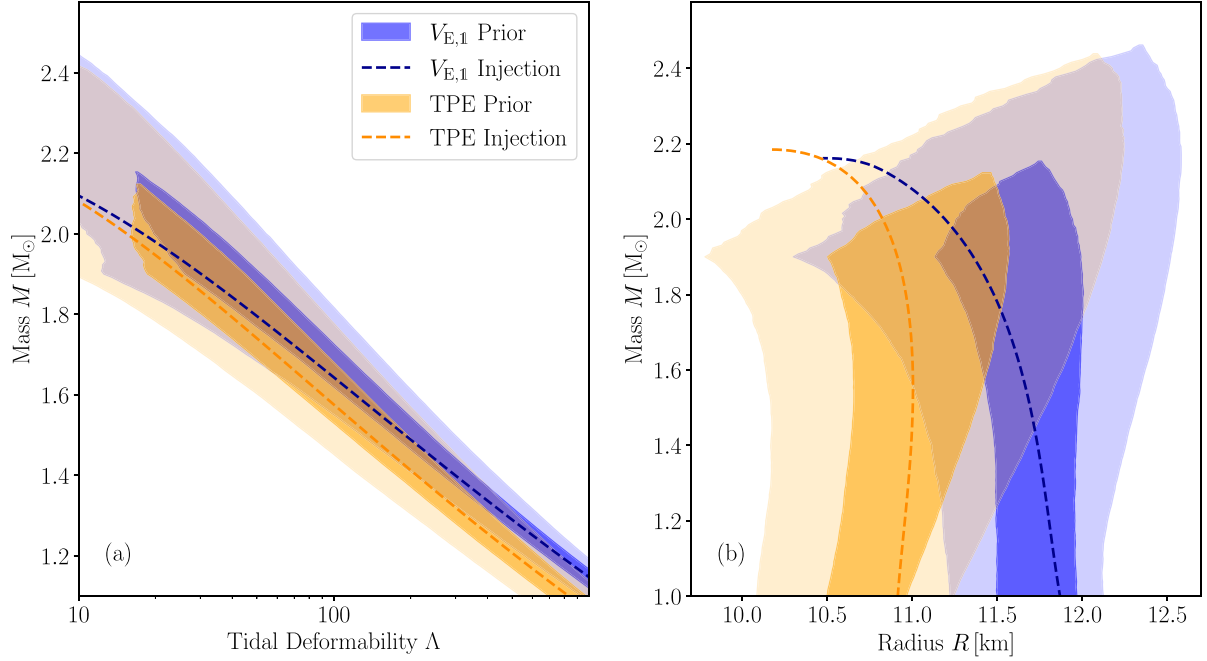 V_{E,𝟙} Prior
V_{E,𝟙} Injection
TPE Prior
TPE Injection
2.4
2.2
2.0
1.8
1.6
1.4
1.2
Mass M [M_⊙]
(a)
10
100
Tidal Deformability Λ
2.4
2.2
2.0
1.8
1.6
1.4
1.2
1.0
Mass M [M_⊙]
(b)
10.0 10.5 11.0 11.5 12.0 12.5
Radius R [km]